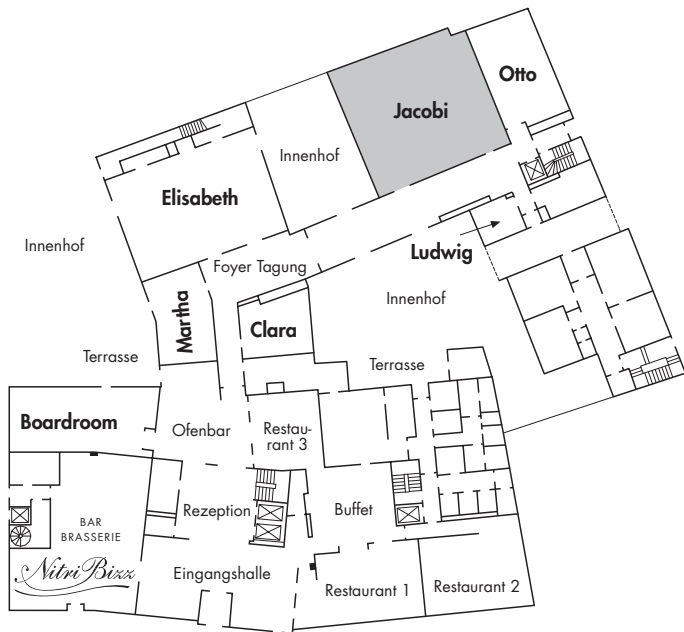 Otto
Jacobi
Innenhof
Elisabeth
Innenhof
Ludwig
Foyer Tagung
Innenhof
Martha
Clara
Terrasse
Terrasse
Boardroom
Ofenbar
Restau-
rant 3
Rezeption
Buffet
BAR
BRASSERIE
NitriBizz
Eingangshalle
Restaurant 1
Restaurant 2